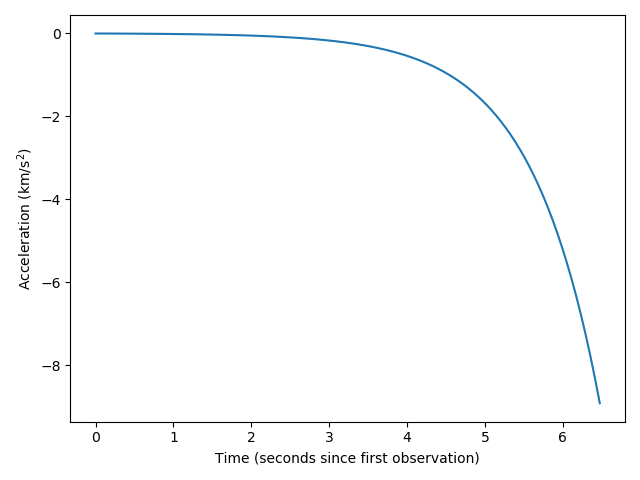 0
−2
−4
−6
−8
Acceleration (km/s²)
0 1 2 3 4 5 6
Time (seconds since first observation)